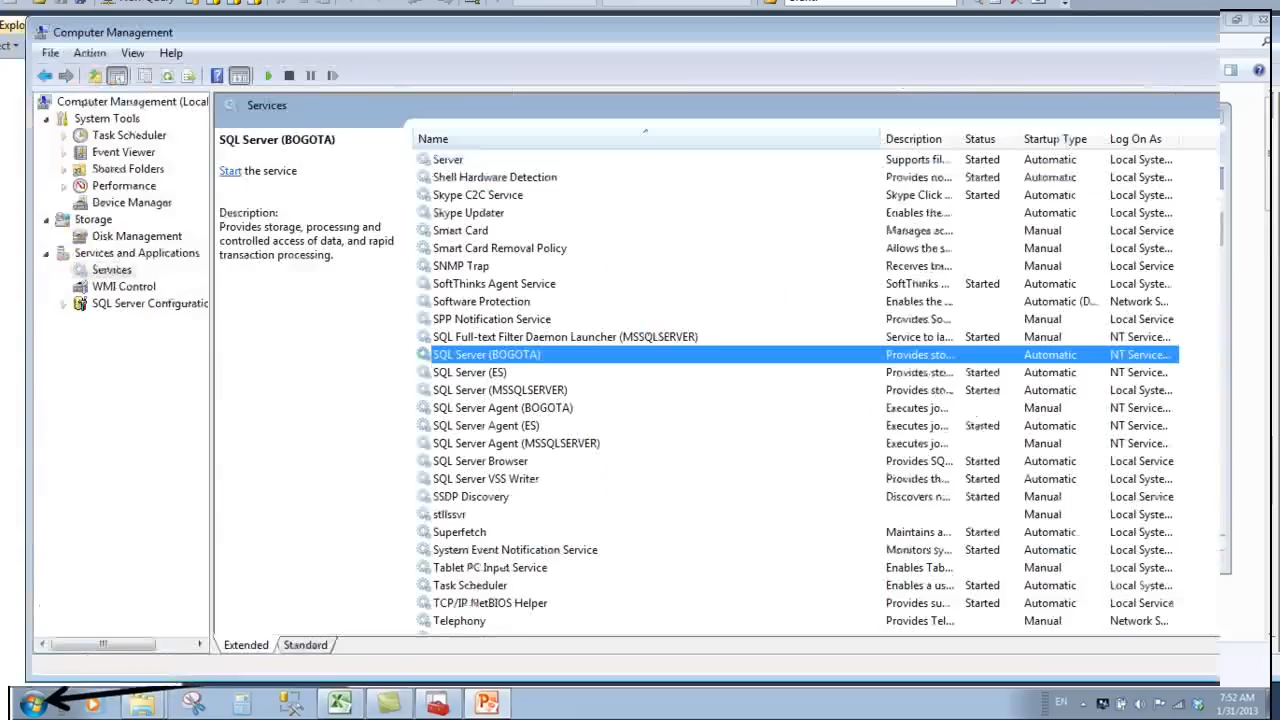 Explo
ct
Computer Management
File Action View Help
Computer Management (Local
System Tools
Task Scheduler
Event Viewer
Shared Folders
Performance
Device Manager
Storage
Disk Management
Services and Applications
Services
WMI Control
SQL Server Configuratic
Services
SQL Server (BOGOTA)
Start the service
Description:
Provides storage, processing and
controlled access of data, and rapid
transaction processing.
Name Description Status Startup Type Log On As
Server Supports fil... Started Automatic Local Syste...
Shell Hardware Detection Provides no... Started Automatic Local Syste...
Skype C2C Service Skype Click ... Started Automatic Local Syste...
Skype Updater Enables the... Automatic Local Syste...
Smart Card Manages ac... Manual Local Service
Smart Card Removal Policy Allows the s... Manual Local Syste...
SNMP Trap Receives tra... Manual Local Service
SoftThinks Agent Service SoftThinks ... Started Automatic Local Syste...
Software Protection Enables the ... Automatic (D... Network S...
SPP Notification Service Provides So... Manual Local Service
SQL Full-text Filter Daemon Launcher (MSSQLSERVER) Service to la... Started Manual NT Service...
SQL Server (BOGOTA) Provides sto... Automatic NT Service...
SQL Server (ES) Provides sto... Started Automatic NT Service...
SQL Server (MSSQLSERVER) Provides sto... Started Automatic Local Syste...
SQL Server Agent (BOGOTA) Executes jo... Manual NT Service...
SQL Server Agent (ES) Executes jo... Started Automatic NT Service...
SQL Server Agent (MSSQLSERVER) Executes jo... Manual NT Service...
SQL Server Browser Provides SQ... Started Automatic Local Service
SQL Server VSS Writer Provides th... Started Automatic Local Syste...
SSDP Discovery Discovers n... Started Manual Local Service
stllssvr Manual Local Syste...
Superfetch Maintains a... Started Automatic Local Syste...
System Event Notification Service Monitors sy... Started Automatic Local Syste...
Tablet PC Input Service Enables Tab... Manual Local Syste...
Task Scheduler Enables a us... Started Automatic Local Syste...
TCP/IP NetBIOS Helper Provides su... Started Automatic Local Service
Telephony Provides Tel... Manual Network S...
Extended Standard
EN
7:52 AM
1/31/2013